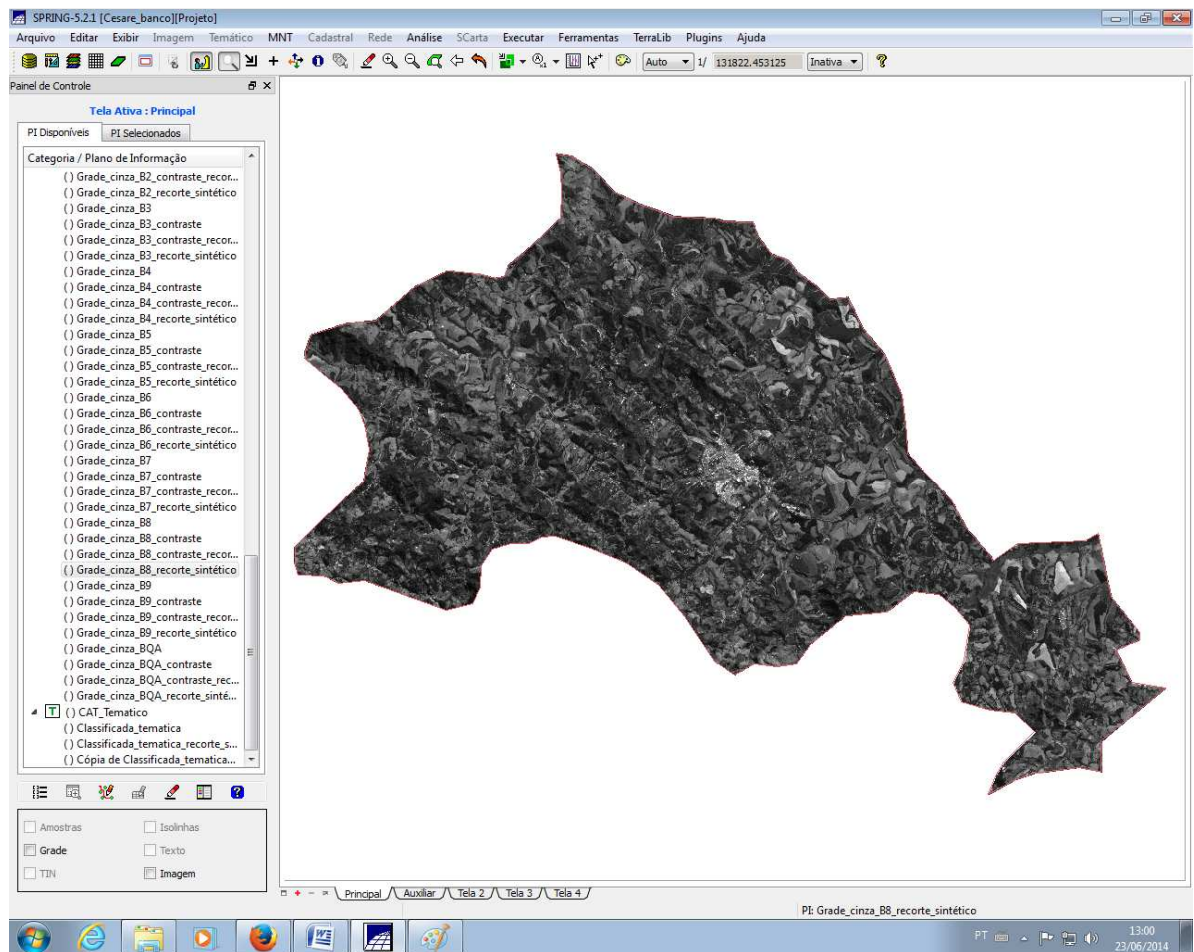 SPRING-5.2.1 [Cesare_banco][Projeto]
Arquivo Editar Exibir Imagem Temático MNT Cadastral Rede Análise SCarta Executar Ferramentas TerraLib Plugins Ajuda
Auto 1/ 131822.453125 Inativa
Painel de Controle
Tela Ativa : Principal
PI Disponíveis PI Selecionados
Categoria / Plano de Informação
( ) Grade_cinza_B2_contraste_recor...
( ) Grade_cinza_B2_recorte_sintético
( ) Grade_cinza_B3
( ) Grade_cinza_B3_contraste
( ) Grade_cinza_B3_contraste_recor...
( ) Grade_cinza_B3_recorte_sintético
( ) Grade_cinza_B4
( ) Grade_cinza_B4_contraste
( ) Grade_cinza_B4_contraste_recor...
( ) Grade_cinza_B4_recorte_sintético
( ) Grade_cinza_B5
( ) Grade_cinza_B5_contraste
( ) Grade_cinza_B5_contraste_recor...
( ) Grade_cinza_B5_recorte_sintético
( ) Grade_cinza_B6
( ) Grade_cinza_B6_contraste
( ) Grade_cinza_B6_contraste_recor...
( ) Grade_cinza_B6_recorte_sintético
( ) Grade_cinza_B7
( ) Grade_cinza_B7_contraste
( ) Grade_cinza_B7_contraste_recor...
( ) Grade_cinza_B7_recorte_sintético
( ) Grade_cinza_B8
( ) Grade_cinza_B8_contraste
( ) Grade_cinza_B8_contraste_recor...
( ) Grade_cinza_B8_recorte_sintético
( ) Grade_cinza_B9
( ) Grade_cinza_B9_contraste
( ) Grade_cinza_B9_contraste_recor...
( ) Grade_cinza_B9_recorte_sintético
( ) Grade_cinza_BQA
( ) Grade_cinza_BQA_contraste
( ) Grade_cinza_BQA_contraste_rec...
( ) Grade_cinza_BQA_recorte_sinté...
T ( ) CAT_Tematico
( ) Classificada_tematica
( ) Classificada_tematica_recorte_s...
( ) Cópia de Classificada_tematica...
Amostras Isolinhas
Grade Texto
TIN Imagem
Principal Auxiliar Tela 2 Tela 3 Tela 4
PI: Grade_cinza_B8_recorte_sintético
PT 13:00
23/06/2014